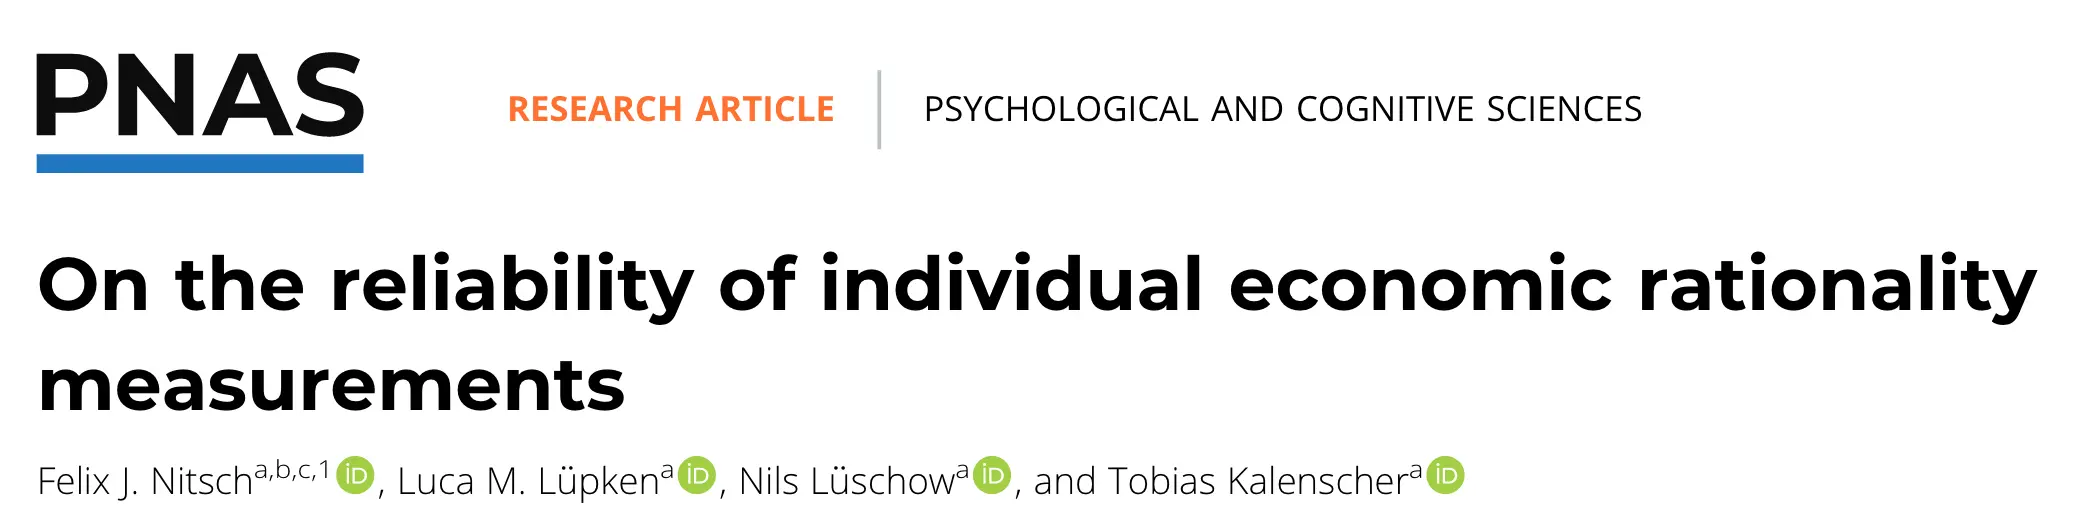 PNAS RESEARCH ARTICLE | PSYCHOLOGICAL AND COGNITIVE SCIENCES
On the reliability of individual economic rationality
measurements
Felix J. Nitsch^a,b,c,1 iD, Luca M. Lüpken^a iD, Nils Lüschow^a iD, and Tobias Kalenscher^a iD